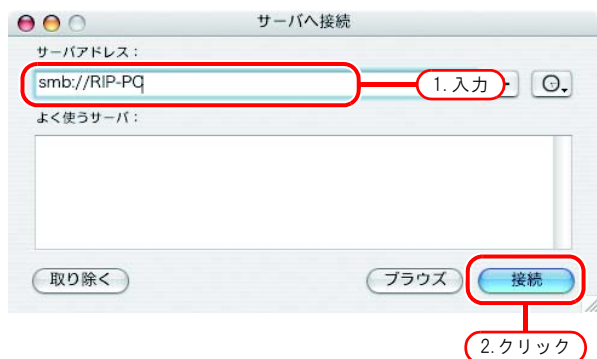 サーバへ接続
サーバアドレス：
smb://RIP-PC
1. 入力
よく使うサーバ：
取り除く
ブラウズ
接続
2. クリック